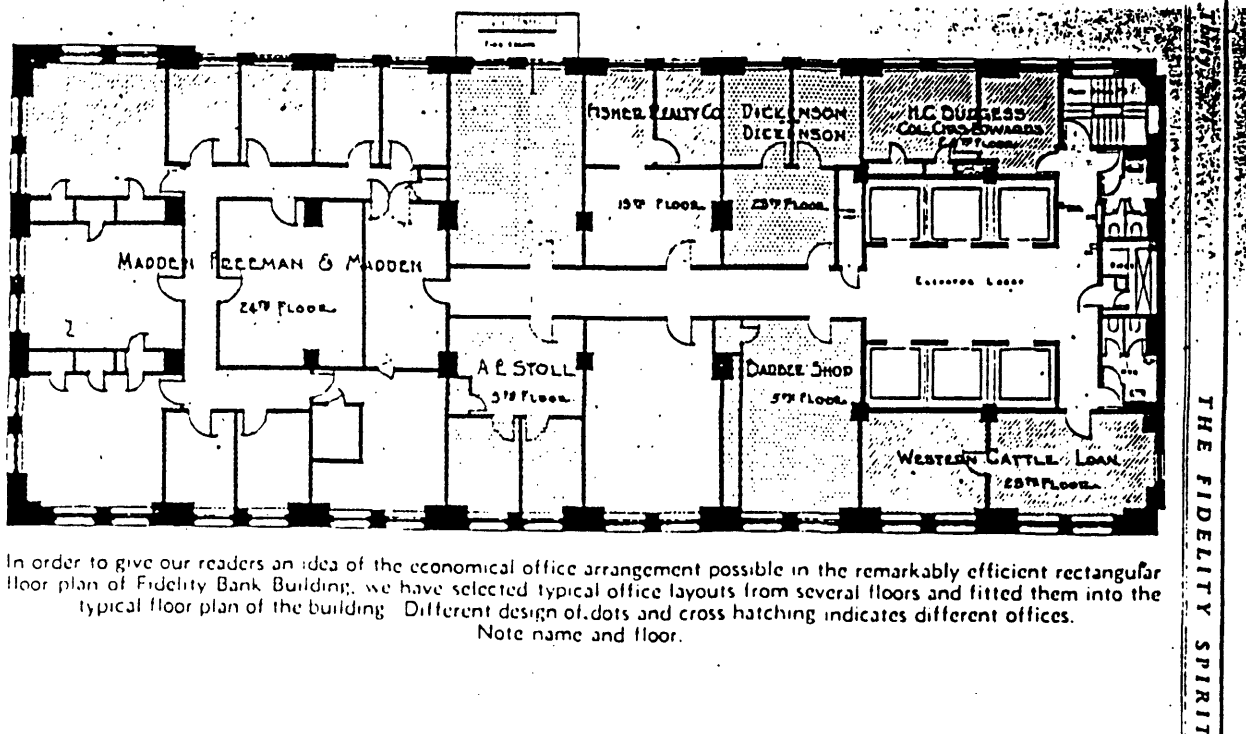 FISHER REALTY CO.
19TH FLOOR
DICKINSON
DICKINSON
FLOOR
H.C. BURGESS
COL. CHAS EDWARDS
FLOOR
MADDEN FREEMAN & MADDEN
24TH FLOOR
ELEVATOR LOBBY
A. E. STOLL
5TH FLOOR
BARBER SHOP
5TH FLOOR
WESTERN CATTLE LOAN
25TH FLOOR
In order to give our readers an idea of the economical office arrangement possible in the remarkably efficient rectangular
floor plan of Fidelity Bank Building, we have selected typical office layouts from several floors and fitted them into the
typical floor plan of the building Different design of dots and cross hatching indicates different offices.
Note name and floor.
THE FIDELITY SPIRIT